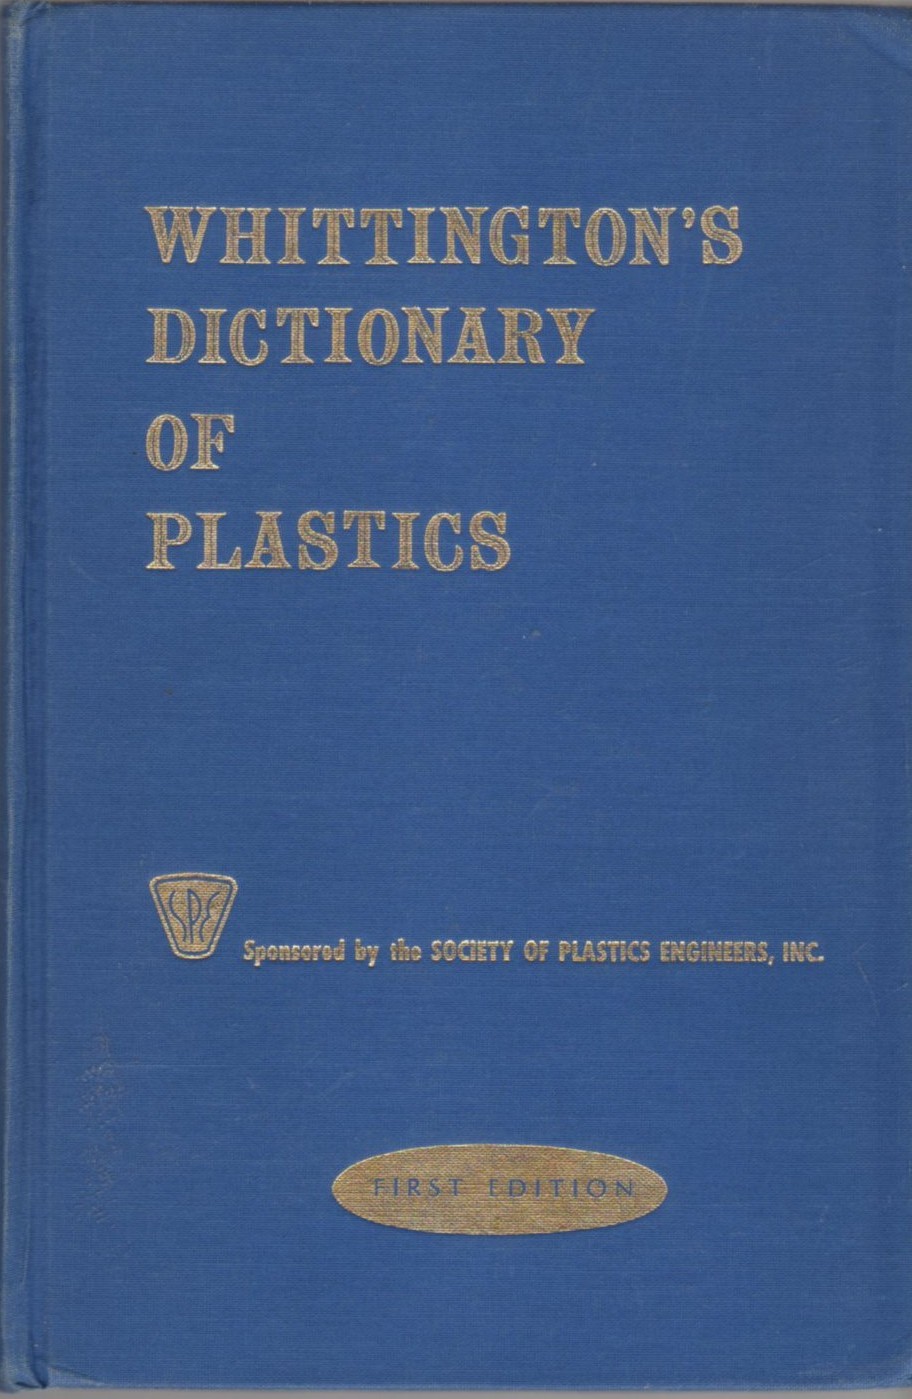 WHITTINGTON'S
DICTIONARY
OF
PLASTICS
SPE
Sponsored by the SOCIETY OF PLASTICS ENGINEERS, INC.
FIRST EDITION